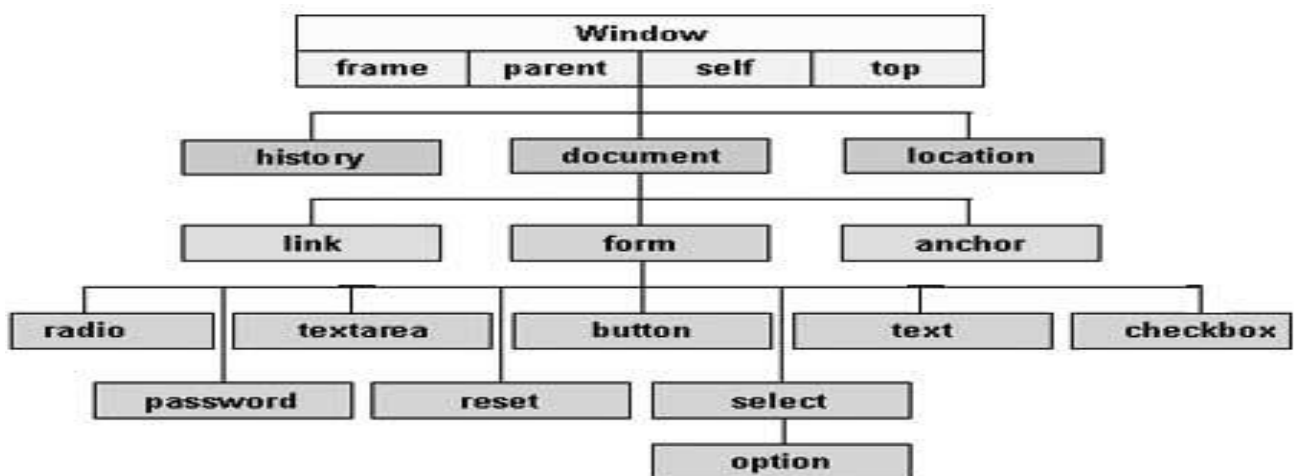 Window
frame parent self top
history document location
link form anchor
radio textarea button text checkbox
password reset select
option